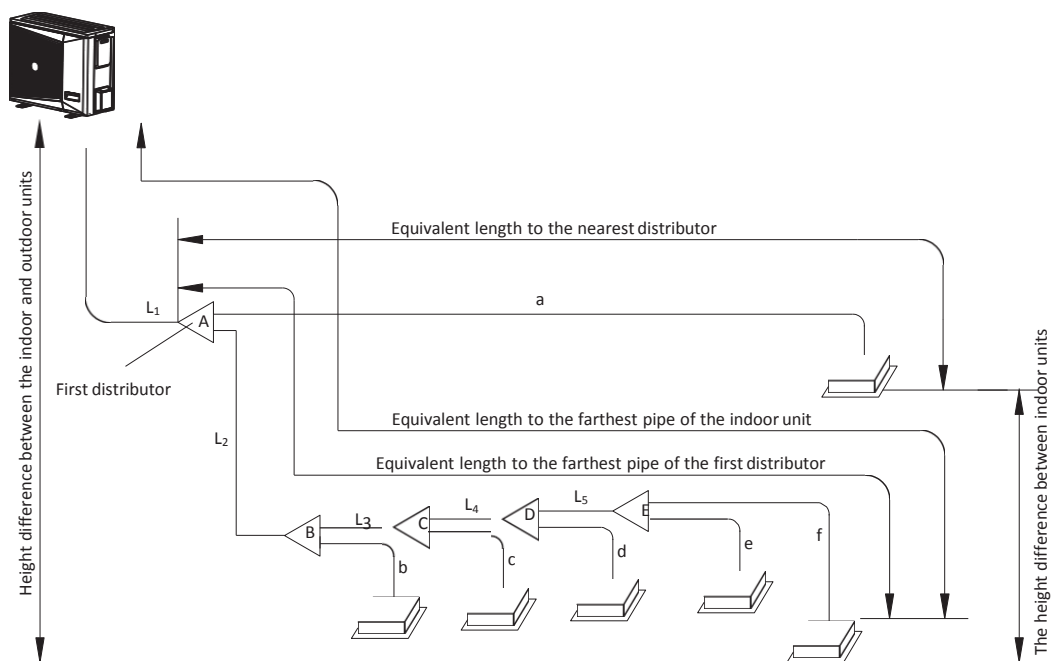 Height difference between the indoor and outdoor units
Equivalent length to the nearest distributor
a
L₁
A
First distributor
The height difference between indoor units
Equivalent length to the farthest pipe of the indoor unit
L₂
Equivalent length to the farthest pipe of the first distributor
L₃
L₄
L₅
B
C
D
E
f
b
c
d
e